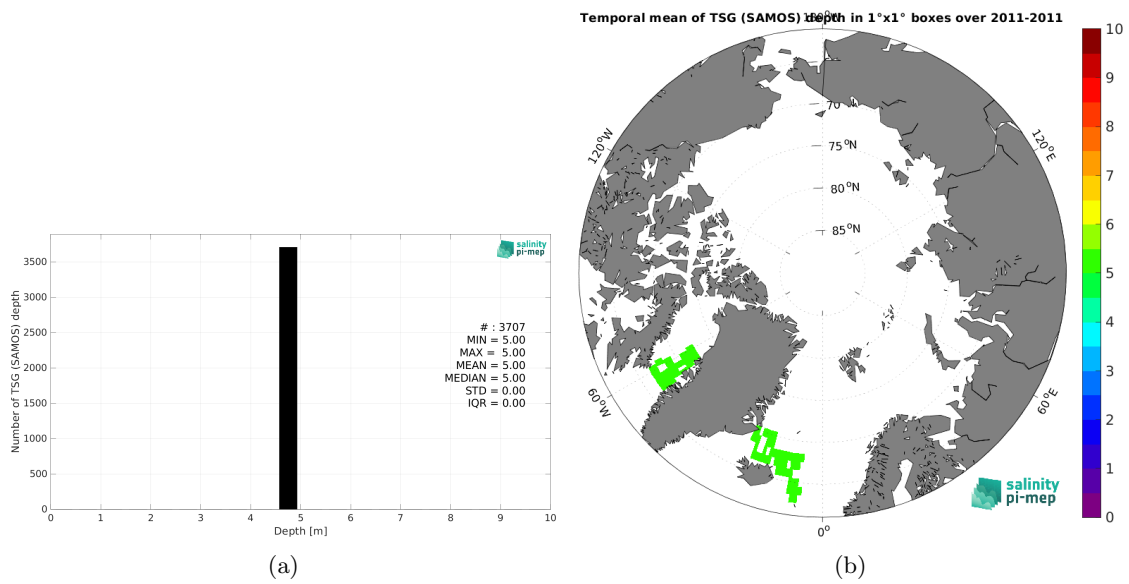 Temporal mean of TSG (SAMOS) depth in 1°x1° boxes over 2011-2011
10
9
8
7
6
5
4
3
2
1
0
70
75°N
80°N
85°N
120°W
120°E
60°W
60°E
0°
salinity
pi-mep
salinity
pi-mep
3500
3000
2500
2000
1500
1000
500
0
Number of TSG (SAMOS) depth
# : 3707
MIN = 5.00
MAX = 5.00
MEAN = 5.00
MEDIAN = 5.00
STD = 0.00
IQR = 0.00
0 1 2 3 4 5 6 7 8 9 10
Depth [m]
(a)
(b)